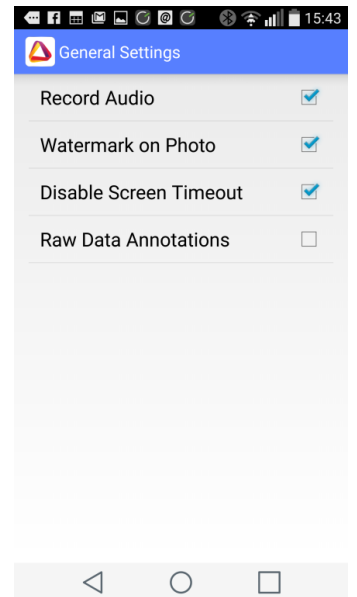 15:43
General Settings
Record Audio
Watermark on Photo
Disable Screen Timeout
Raw Data Annotations